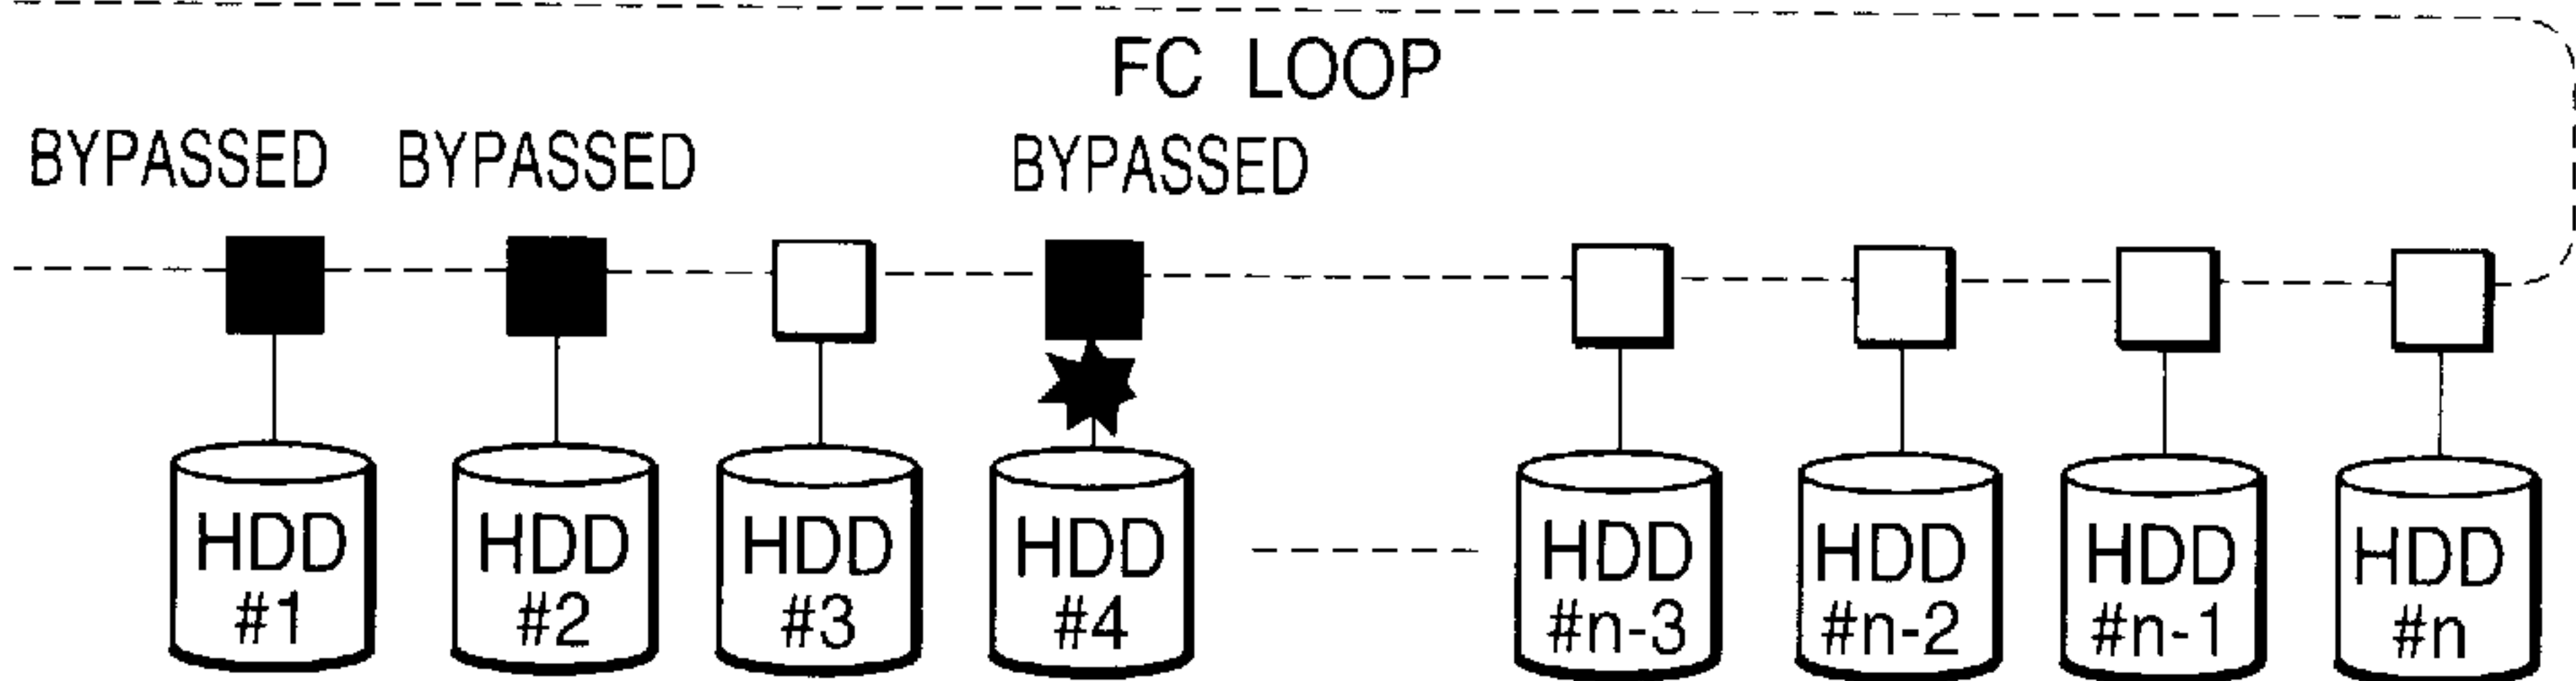 FC LOOP
BYPASSED BYPASSED BYPASSED
HDD #1
HDD #2
HDD #3
HDD #4
HDD #n-3
HDD #n-2
HDD #n-1
HDD #n